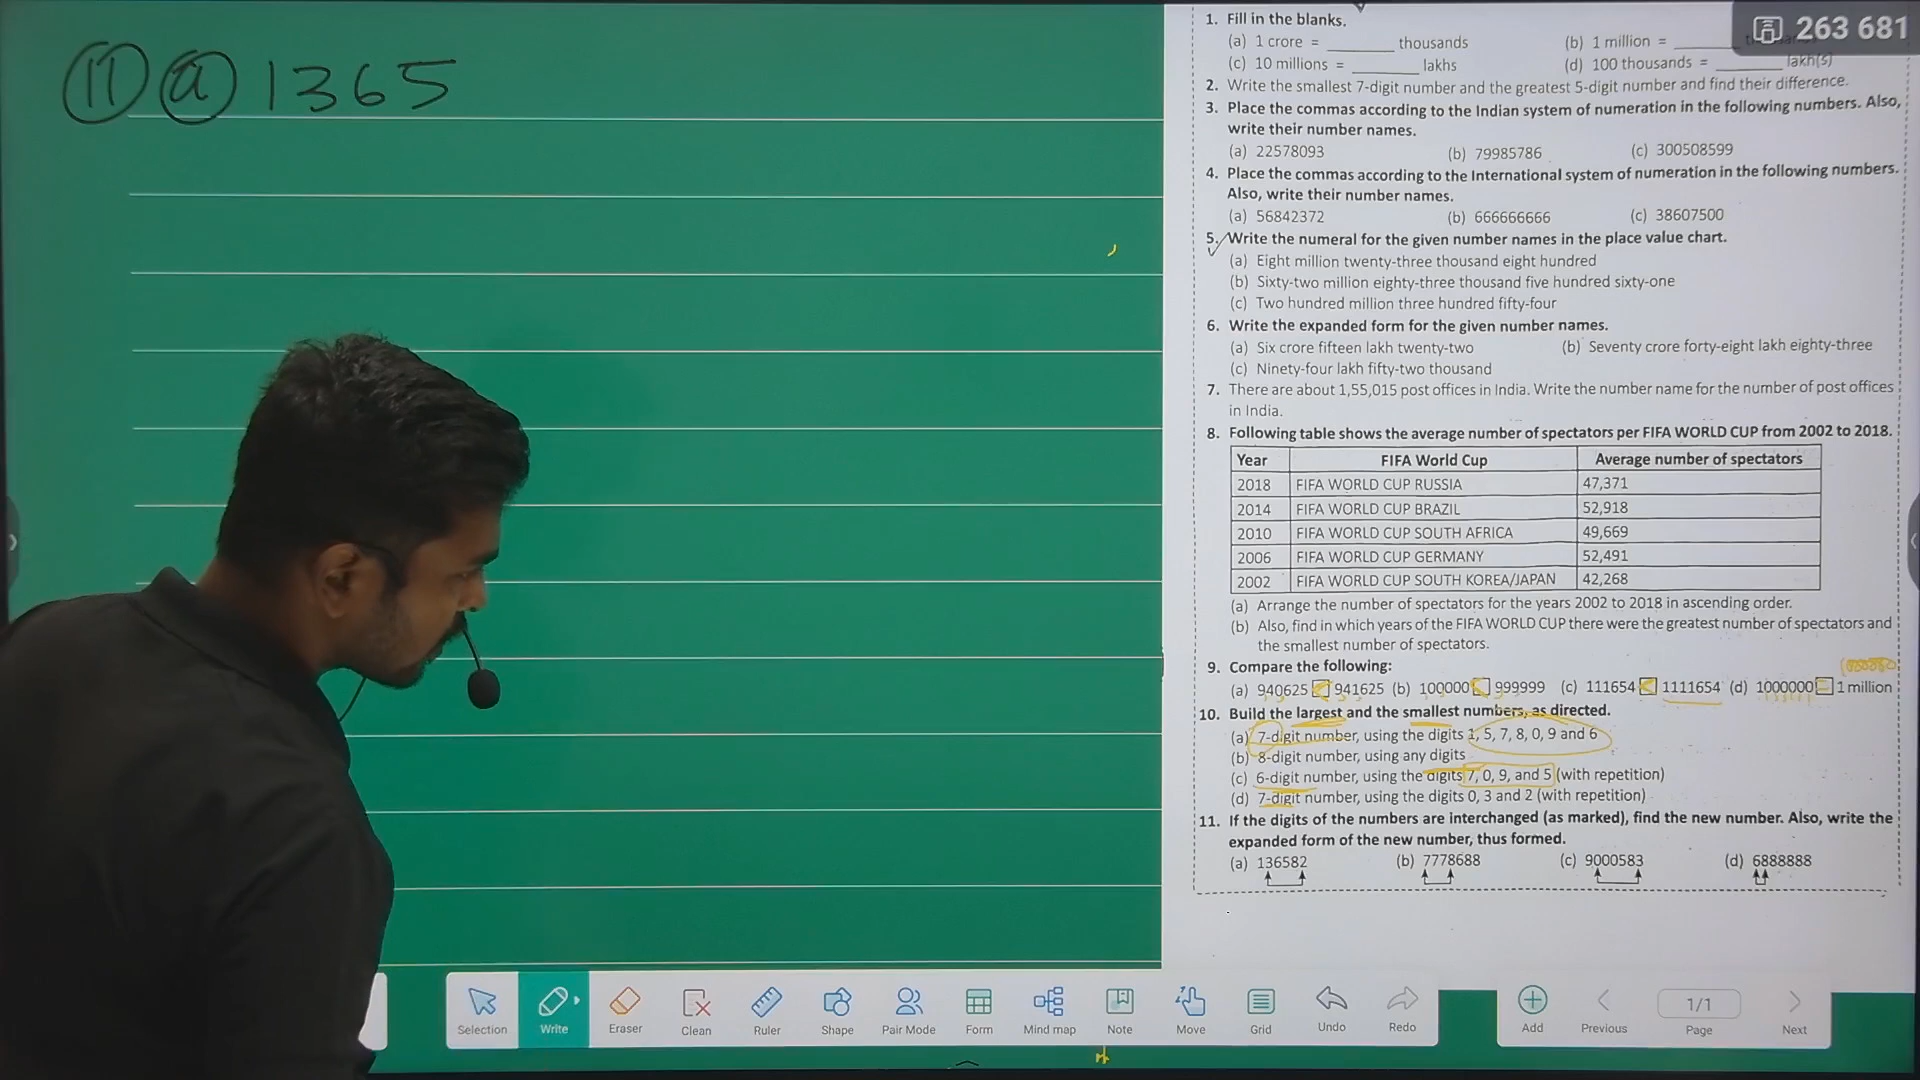 11 a 1365
263 681
1. Fill in the blanks.
(a) 1 crore = ________ thousands (b) 1 million = ________
(c) 10 millions = ________ lakhs (d) 100 thousands = ________ lakh(s)
2. Write the smallest 7-digit number and the greatest 5-digit number and find their difference.
3. Place the commas according to the Indian system of numeration in the following numbers. Also,
write their number names.
(a) 22578093 (b) 79985786 (c) 300508599
4. Place the commas according to the International system of numeration in the following numbers.
Also, write their number names.
(a) 56842372 (b) 666666666 (c) 38607500
5. Write the numeral for the given number names in the place value chart.
(a) Eight million twenty-three thousand eight hundred
(b) Sixty-two million eighty-three thousand five hundred sixty-one
(c) Two hundred million three hundred fifty-four
6. Write the expanded form for the given number names.
(a) Six crore fifteen lakh twenty-two (b) Seventy crore forty-eight lakh eighty-three
(c) Ninety-four lakh fifty-two thousand
7. There are about 1,55,015 post offices in India. Write the number name for the number of post offices
in India.
8. Following table shows the average number of spectators per FIFA WORLD CUP from 2002 to 2018.
Year FIFA World Cup Average number of spectators
2018 FIFA WORLD CUP RUSSIA 47,371
2014 FIFA WORLD CUP BRAZIL 52,918
2010 FIFA WORLD CUP SOUTH AFRICA 49,669
2006 FIFA WORLD CUP GERMANY 52,491
2002 FIFA WORLD CUP SOUTH KOREA/JAPAN 42,268
(a) Arrange the number of spectators for the years 2002 to 2018 in ascending order.
(b) Also, find in which years of the FIFA WORLD CUP there were the greatest number of spectators and
the smallest number of spectators.
9. Compare the following:
(a) 940625 < 941625 (b) 100000 < 999999 (c) 111654 < 1111654 (d) 1000000 = 1 million
10. Build the largest and the smallest numbers, as directed.
(a) 7-digit number, using the digits 1, 5, 7, 8, 0, 9 and 6
(b) 8-digit number, using any digits
(c) 6-digit number, using the digits 7, 0, 9, and 5 (with repetition)
(d) 7-digit number, using the digits 0, 3 and 2 (with repetition)
11. If the digits of the numbers are interchanged (as marked), find the new number. Also, write the
expanded form of the new number, thus formed.
(a) 136582 (b) 7778688 (c) 9000583 (d) 6888888
Selection Write Eraser Clean Ruler Shape Pair Mode Form Mind map Note Move Grid Undo Redo Add Previous 1/1 Page Next